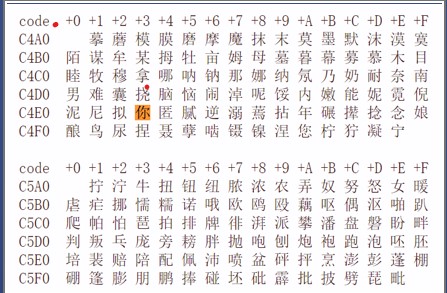 code +0 +1 +2 +3 +4 +5 +6 +7 +8 +9 +A +B +C +D +E +F
C4A0 摹 蘑 模 膜 磨 摩 魔 抹 末 莫 墨 默 沫 漠 寞
C4B0 陌 谋 牟 某 拇 牡 亩 姆 母 墓 暮 幕 募 慕 木 目
C4C0 睦 牧 穆 拿 哪 呐 钠 那 娜 纳 氖 乃 奶 耐 奈 南
C4D0 男 难 囊 挠 脑 恼 闹 淖 呢 馁 内 嫩 能 妮 霓 倪
C4E0 泥 尼 拟 你 匿 腻 逆 溺 蔫 拈 年 碾 撵 捻 念 娘
C4F0 酿 鸟 尿 捏 聂 孽 啮 镊 镍 涅 您 柠 狞 凝 宁
code +0 +1 +2 +3 +4 +5 +6 +7 +8 +9 +A +B +C +D +E +F
C5A0 拧 泞 牛 扭 钮 纽 脓 浓 农 弄 奴 努 怒 女 暖
C5B0 虐 疟 挪 懦 糯 诺 哦 欧 鸥 殴 藕 呕 偶 沤 啪 趴
C5C0 爬 帕 怕 琶 拍 排 牌 徘 湃 派 攀 潘 盘 磐 盼 畔
C5D0 判 叛 乓 庞 旁 耪 胖 抛 咆 刨 炮 袍 跑 泡 呸 胚
C5E0 培 裴 赔 陪 配 佩 沛 喷 盆 砰 抨 烹 澎 彭 蓬 棚
C5F0 硼 篷 膨 朋 鹏 捧 碰 坯 砒 霹 批 披 劈 琵 毗